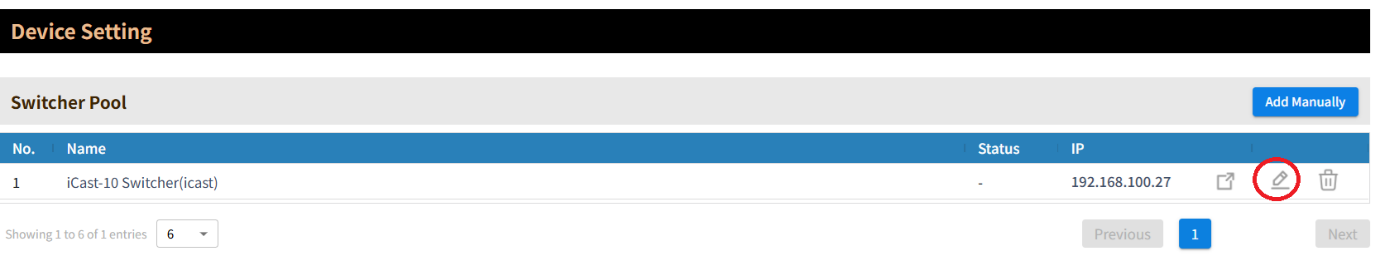 Device Setting
Switcher Pool Add Manually
No. Name Status IP
1 iCast-10 Switcher(icast) - 192.168.100.27
Showing 1 to 6 of 1 entries 6 Previous 1 Next